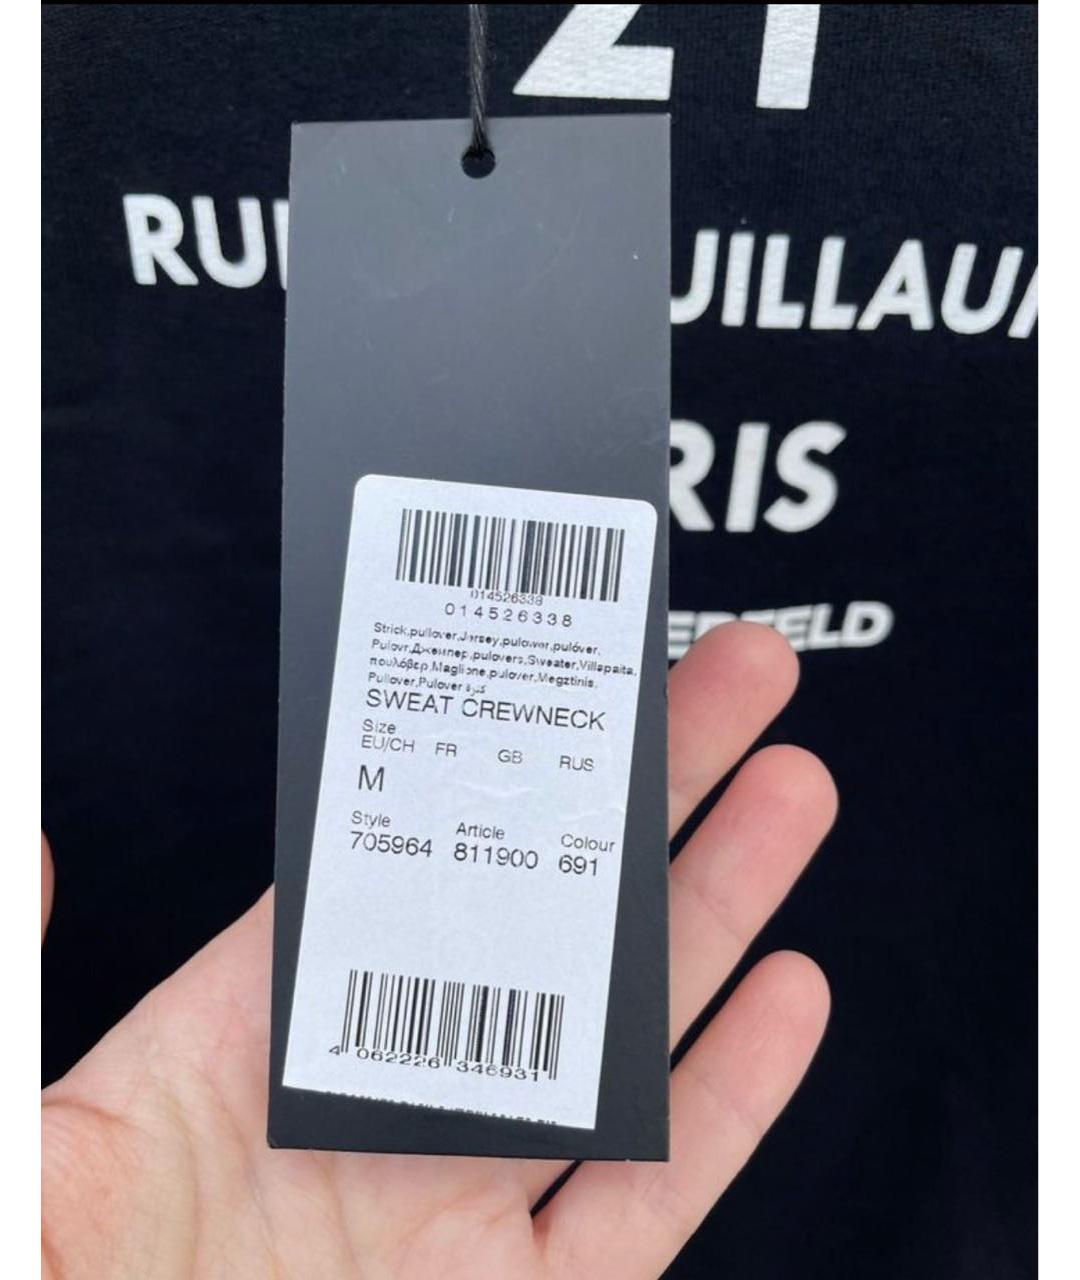 21
RU
UILLAU
RIS
FELD
014526338
014526338
Strick,pullover,Jersey,pulower,pulóver,
Pulovr,Джемпер,pulovers,Sweater,Villapaita,
πουλόβερ,Maglione,pulover,Megztinis,
Pullover,Pulover
SWEAT CREWNECK
Size
EU/CH FR GB RUS
M
Style Article Colour
705964 811900 691
4 062226 346931